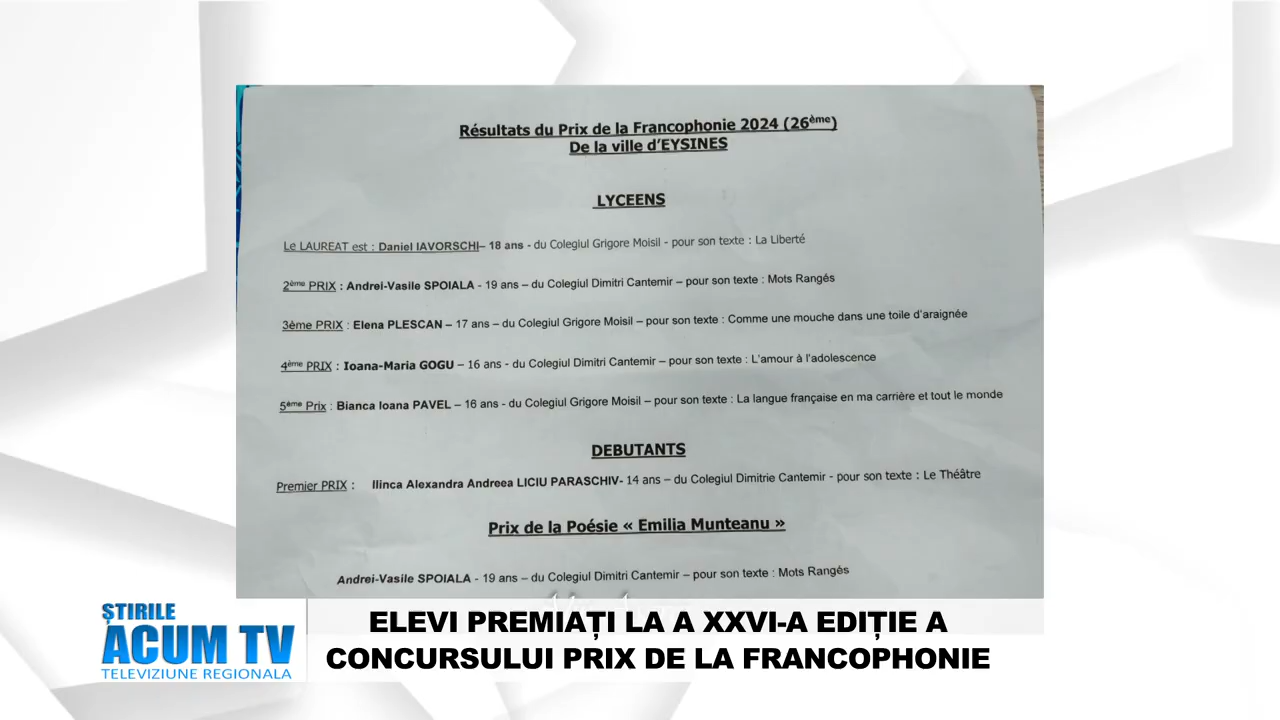 Résultats du Prix de la Francophonie 2024 (26ème)
De la ville d'EYSINES
LYCEENS
Le LAUREAT est : Daniel IAVORSCHI– 18 ans - du Colegiul Grigore Moisil - pour son texte : La Liberté
2ème PRIX : Andrei-Vasile SPOIALA - 19 ans – du Colegiul Dimitri Cantemir – pour son texte : Mots Rangés
3ème PRIX : Elena PLESCAN – 17 ans – du Colegiul Grigore Moisil – pour son texte : Comme une mouche dans une toile d'araignée
4ème PRIX : Ioana-Maria GOGU – 16 ans - du Colegiul Dimitri Cantemir – pour son texte : L'amour à l'adolescence
5ème Prix : Bianca Ioana PAVEL – 16 ans - du Colegiul Grigore Moisil – pour son texte : La langue française en ma carrière et tout le monde
DEBUTANTS
Premier PRIX : Ilinca Alexandra Andreea LICIU PARASCHIV- 14 ans – du Colegiul Dimitrie Cantemir - pour son texte : Le Théâtre
Prix de la Poésie « Emilia Munteanu »
Andrei-Vasile SPOIALA - 19 ans – du Colegiul Dimitri Cantemir – pour son texte : Mots Rangés
ȘTIRILE
ACUM TV
TELEVIZIUNE REGIONALA
ELEVI PREMIAȚI LA A XXVI-A EDIȚIE A
CONCURSULUI PRIX DE LA FRANCOPHONIE